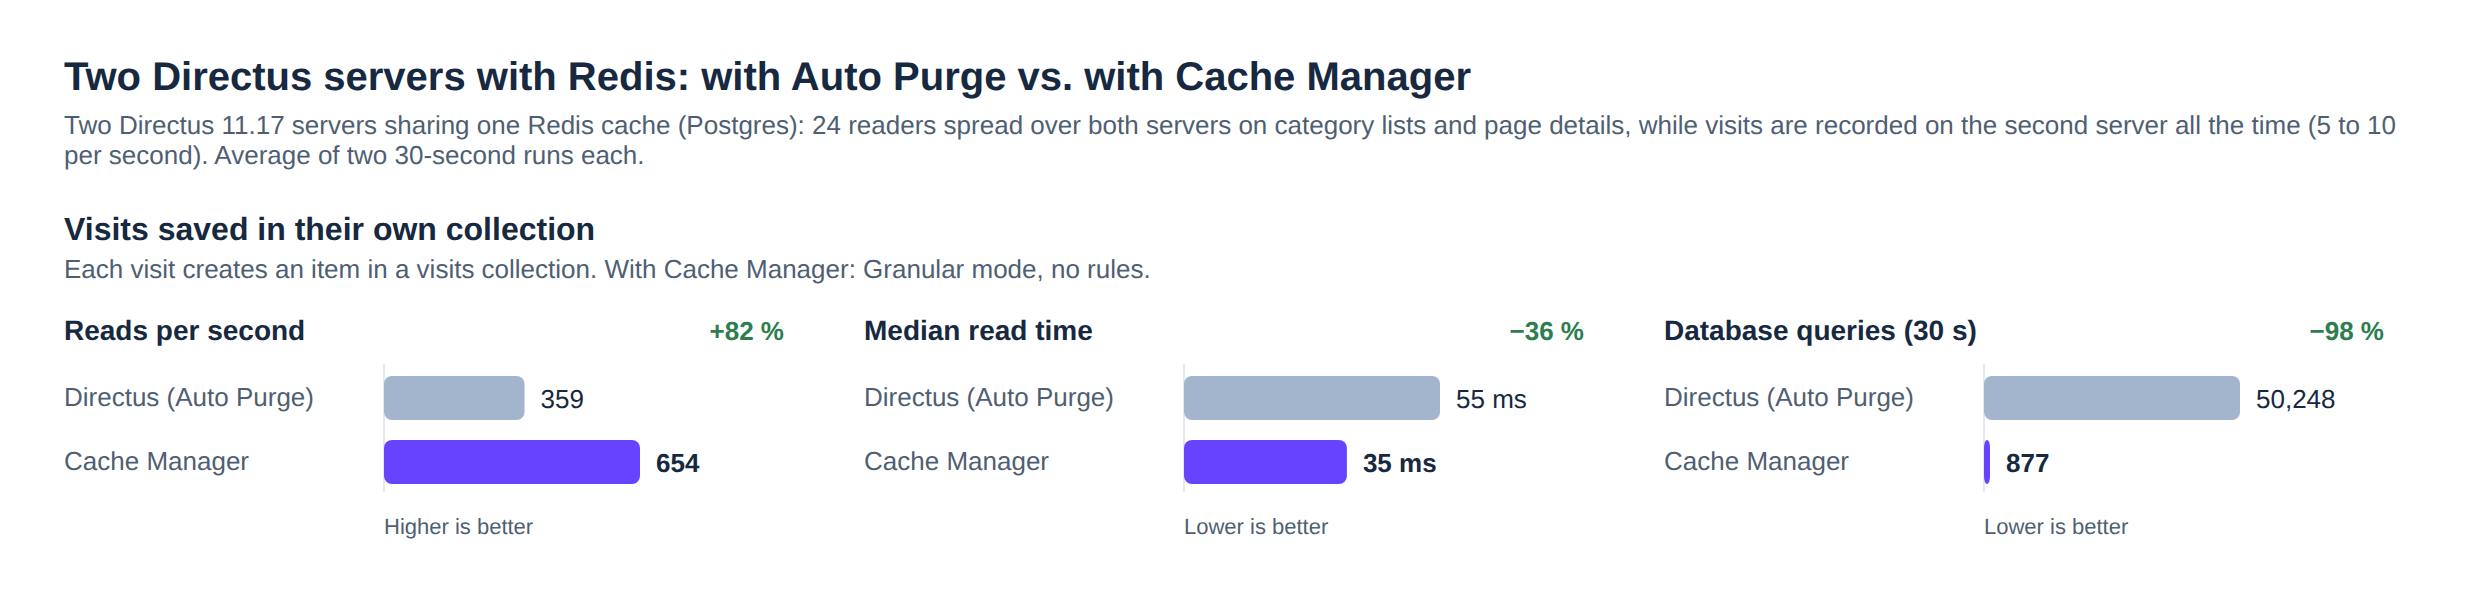 Two Directus servers with Redis: with Auto Purge vs. with Cache Manager
Two Directus 11.17 servers sharing one Redis cache (Postgres): 24 readers spread over both servers on category lists and page details, while visits are recorded on the second server all the time (5 to 10
per second). Average of two 30-second runs each.
Visits saved in their own collection
Each visit creates an item in a visits collection. With Cache Manager: Granular mode, no rules.
Reads per second +82 %
Directus (Auto Purge) 359
Cache Manager 654
Higher is better
Median read time −36 %
Directus (Auto Purge) 55 ms
Cache Manager 35 ms
Lower is better
Database queries (30 s) −98 %
Directus (Auto Purge) 50,248
Cache Manager 877
Lower is better